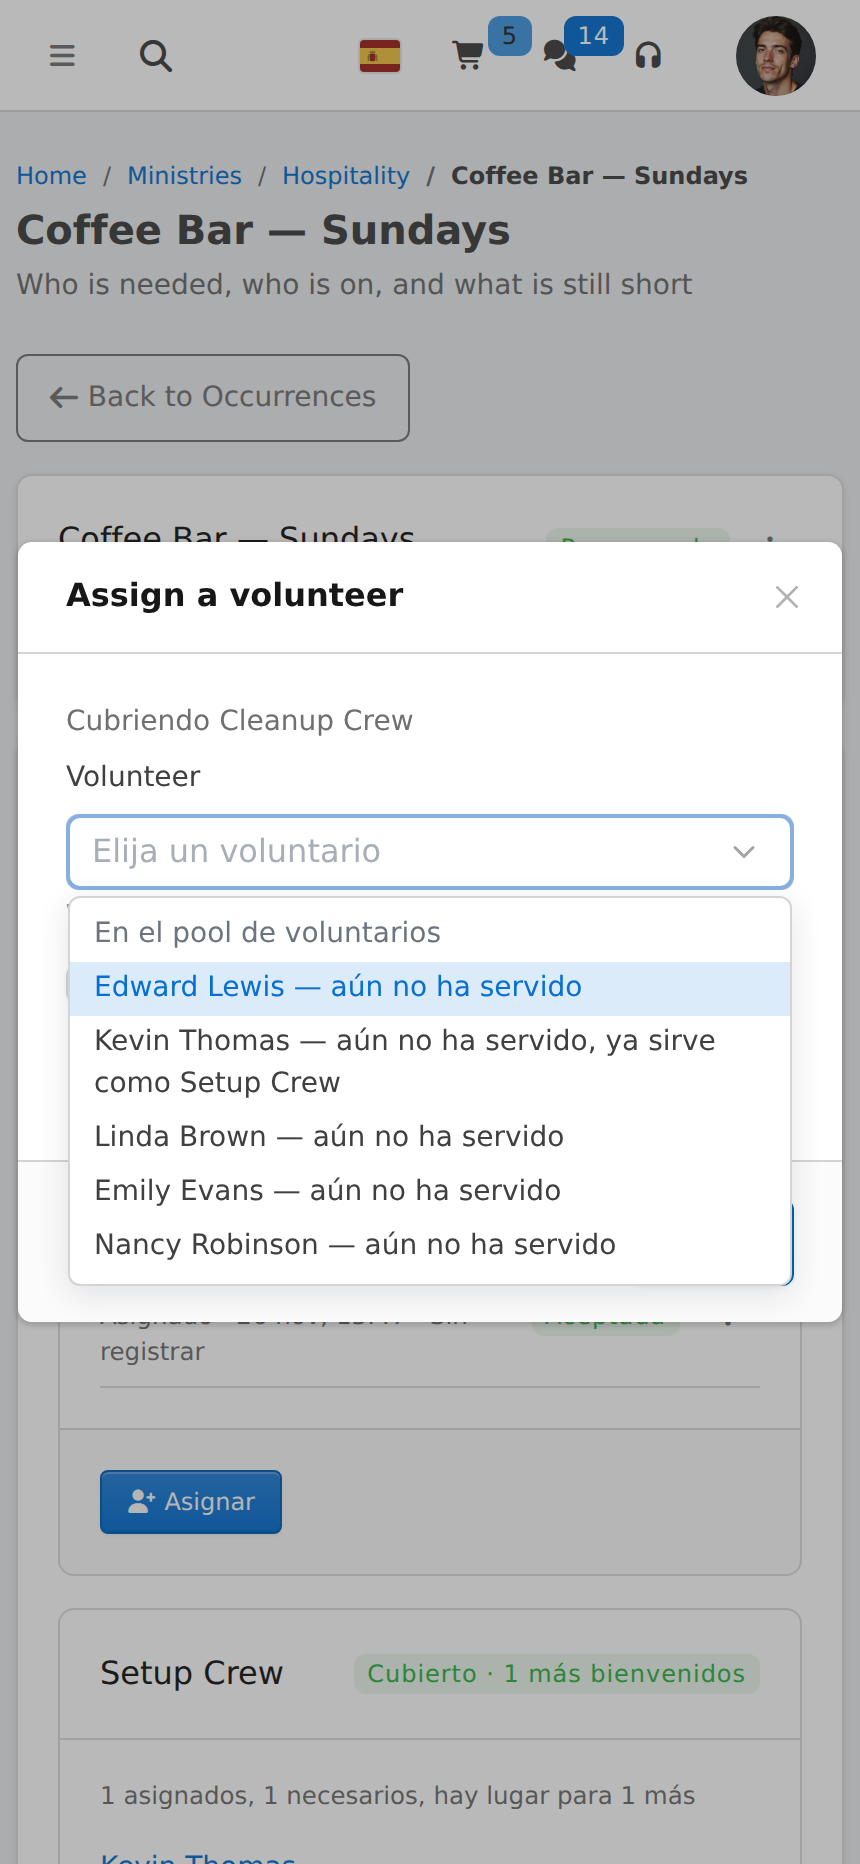 5
14
Home / Ministries / Hospitality / Coffee Bar — Sundays
Coffee Bar — Sundays
Who is needed, who is on, and what is still short
Back to Occurrences
Coffee Bar — Sundays
Assign a volunteer
Cubriendo Cleanup Crew
Volunteer
Elija un voluntario
En el pool de voluntarios
Edward Lewis — aún no ha servido
Kevin Thomas — aún no ha servido, ya sirve
como Setup Crew
Linda Brown — aún no ha servido
Emily Evans — aún no ha servido
Nancy Robinson — aún no ha servido
registrar
Asignar
Setup Crew
Cubierto · 1 más bienvenidos
1 asignados, 1 necesarios, hay lugar para 1 más
Kevin Thomas